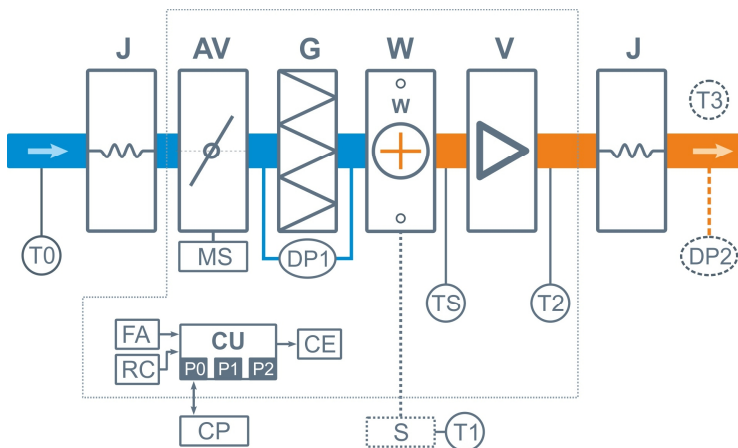 J AV G W V J
W
T3
T0
MS
DP1
DP2
TS
T2
FA
CU
CE
RC
P0 P1 P2
CP
S
T1